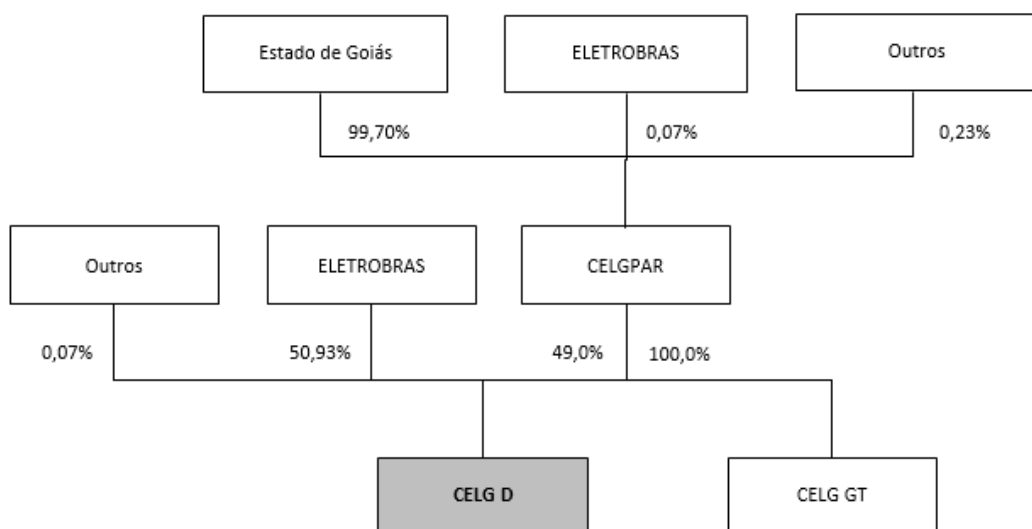 Estado de Goiás
ELETROBRAS
Outros
99,70%
0,07%
0,23%
Outros
ELETROBRAS
CELGPAR
0,07%
50,93%
49,0%
100,0%
CELG D
CELG GT